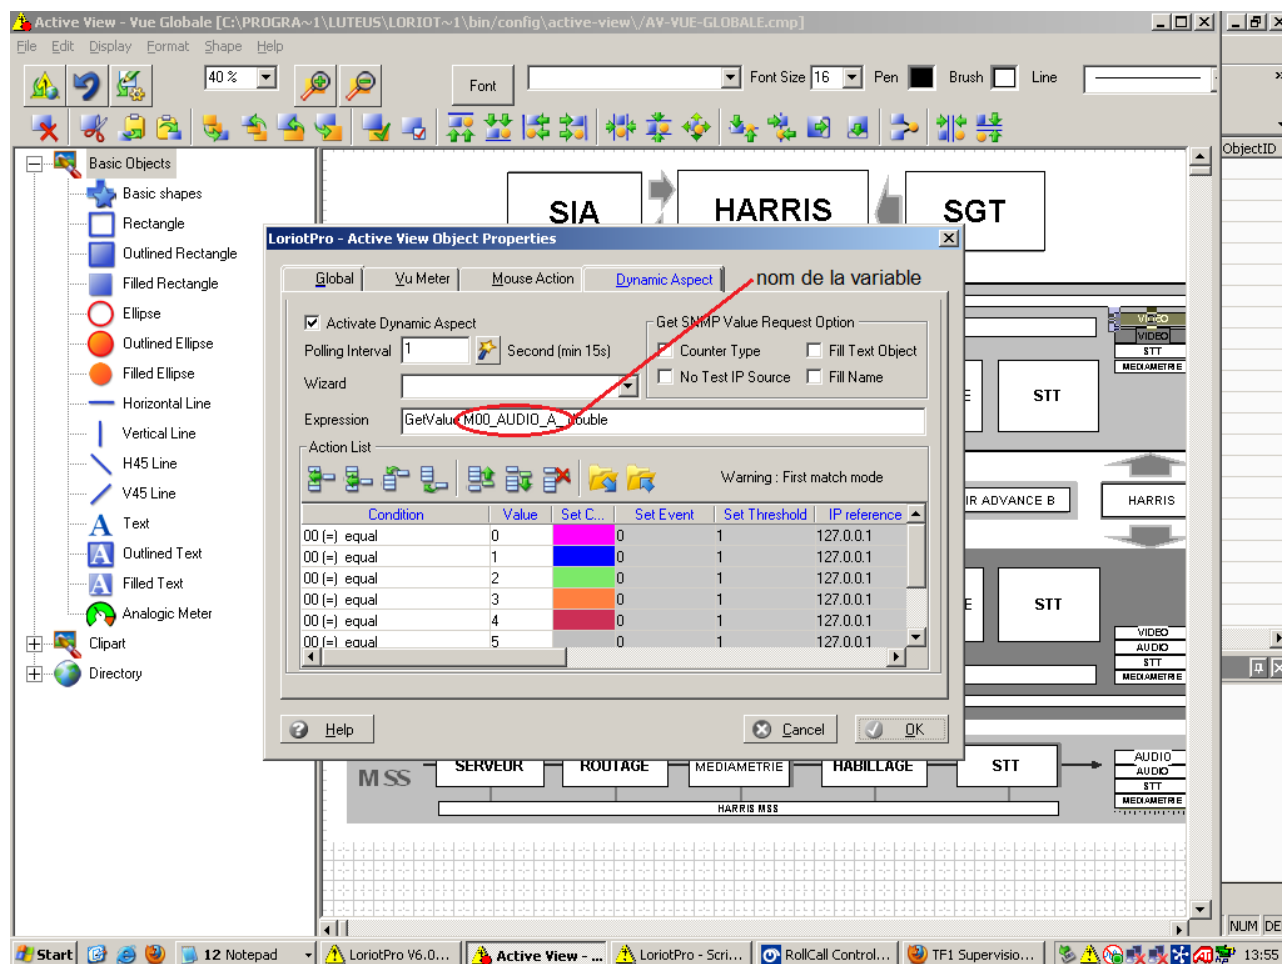 Active View - Vue Globale [C:\PROGRA~1\LUTEUS\LORIOT~1\bin/config\active-view\/AV-VUE-GLOBALE.cmp]
File Edit Display Format Shape Help
40 % Font Font Size 16 Pen Brush Line
ObjectID
Basic Objects
Basic shapes
Rectangle
Outlined Rectangle
Filled Rectangle
Ellipse
Outlined Ellipse
Filled Ellipse
Horizontal Line
Vertical Line
H45 Line
V45 Line
Text
Outlined Text
Filled Text
Analogic Meter
Clipart
Directory
SIA HARRIS SGT
LoriotPro - Active View Object Properties
Global Vu Meter Mouse Action Dynamic Aspect
nom de la variable
Activate Dynamic Aspect
Get SNMP Value Request Option
Polling Interval 1 Second (min 15s)
Counter Type Fill Text Object
No Test IP Source Fill Name
Wizard
Expression GetValue M00_AUDIO_A_ double
Action List
Warning : First match mode
Condition Value Set C... Set Event Set Threshold IP reference
00 (=) equal 0 0 1 127.0.0.1
00 (=) equal 1 0 1 127.0.0.1
00 (=) equal 2 0 1 127.0.0.1
00 (=) equal 3 0 1 127.0.0.1
00 (=) equal 4 0 1 127.0.0.1
00 (=) equal 5 0 1 127.0.0.1
Help Cancel OK
VIDEO
VIDEO
STT
MEDIAMETRIE
E STT
IR ADVANCE B HARRIS
E STT
VIDEO
AUDIO
STT
MEDIAMETRIE
MSS SERVEUR ROUTAGE MEDIAMETRIE HABILLAGE STT
AUDIO
AUDIO
STT
MEDIAMETRIE
HARRIS MSS
NUM DE
Start 12 Notepad LoriotPro V6.0... Active View - ... LoriotPro - Scri... RollCall Control... TF1 Supervisio... 13:55